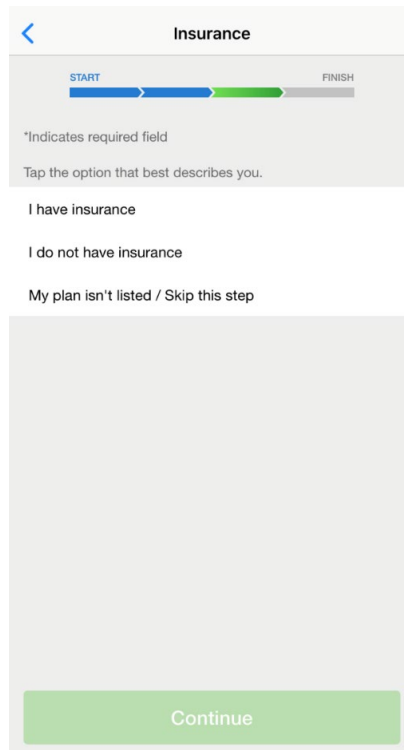 Insurance
START
FINISH
*Indicates required field
Tap the option that best describes you.
I have insurance
I do not have insurance
My plan isn't listed / Skip this step
Continue